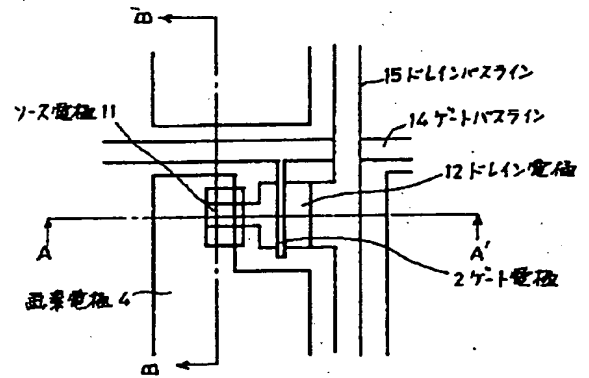 B'
15 ドレインバスライン
ソース電極 11
14 ゲートバスライン
12 ドレイン電極
A
A'
2 ゲート電極
画素電極 4
B